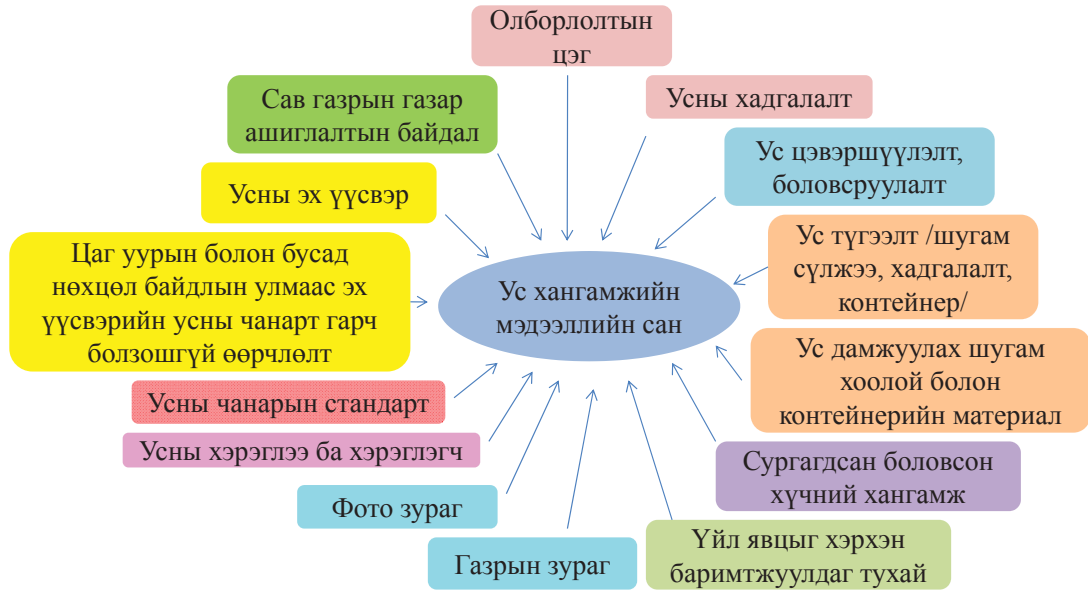 Олборлолтын
цэг
Сав газрын газар
ашиглалтын байдал
Усны хадгалалт
Ус цэвэршүүлэлт,
боловсруулалт
Усны эх үүсвэр
Ус түгээлт /шугам
сүлжээ, хадгалалт,
контейнер/
Цаг уурын болон бусад
нөхцөл байдлын улмаас эх
үүсвэрийн усны чанарт гарч
болзошгүй өөрчлөлт
Ус хангамжийн
мэдээллийн сан
Ус дамжуулах шугам
хоолой болон
контейнерийн материал
Усны чанарын стандарт
Усны хэрэглээ ба хэрэглэгч
Сургагдсан боловсон
хүчний хангамж
Фото зураг
Газрын зураг
Үйл явцыг хэрхэн
баримтжуулдаг тухай